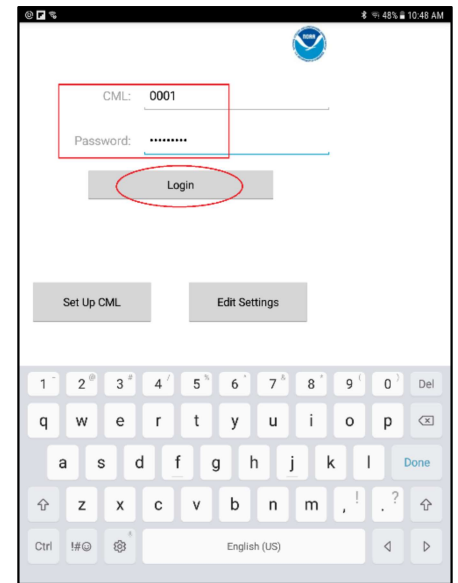 48% 10:48 AM
NOAA
CML: 0001
Password: •••••••••
Login
Set Up CML Edit Settings
1 - 2 @ 3 # 4 / 5 % 6 ^ 7 & 8 * 9 ( 0 ) Del
q w e r t y u i o p
a s d f g h j k l Done
z x c v b n m , ! . ?
Ctrl !#☺ English (US)